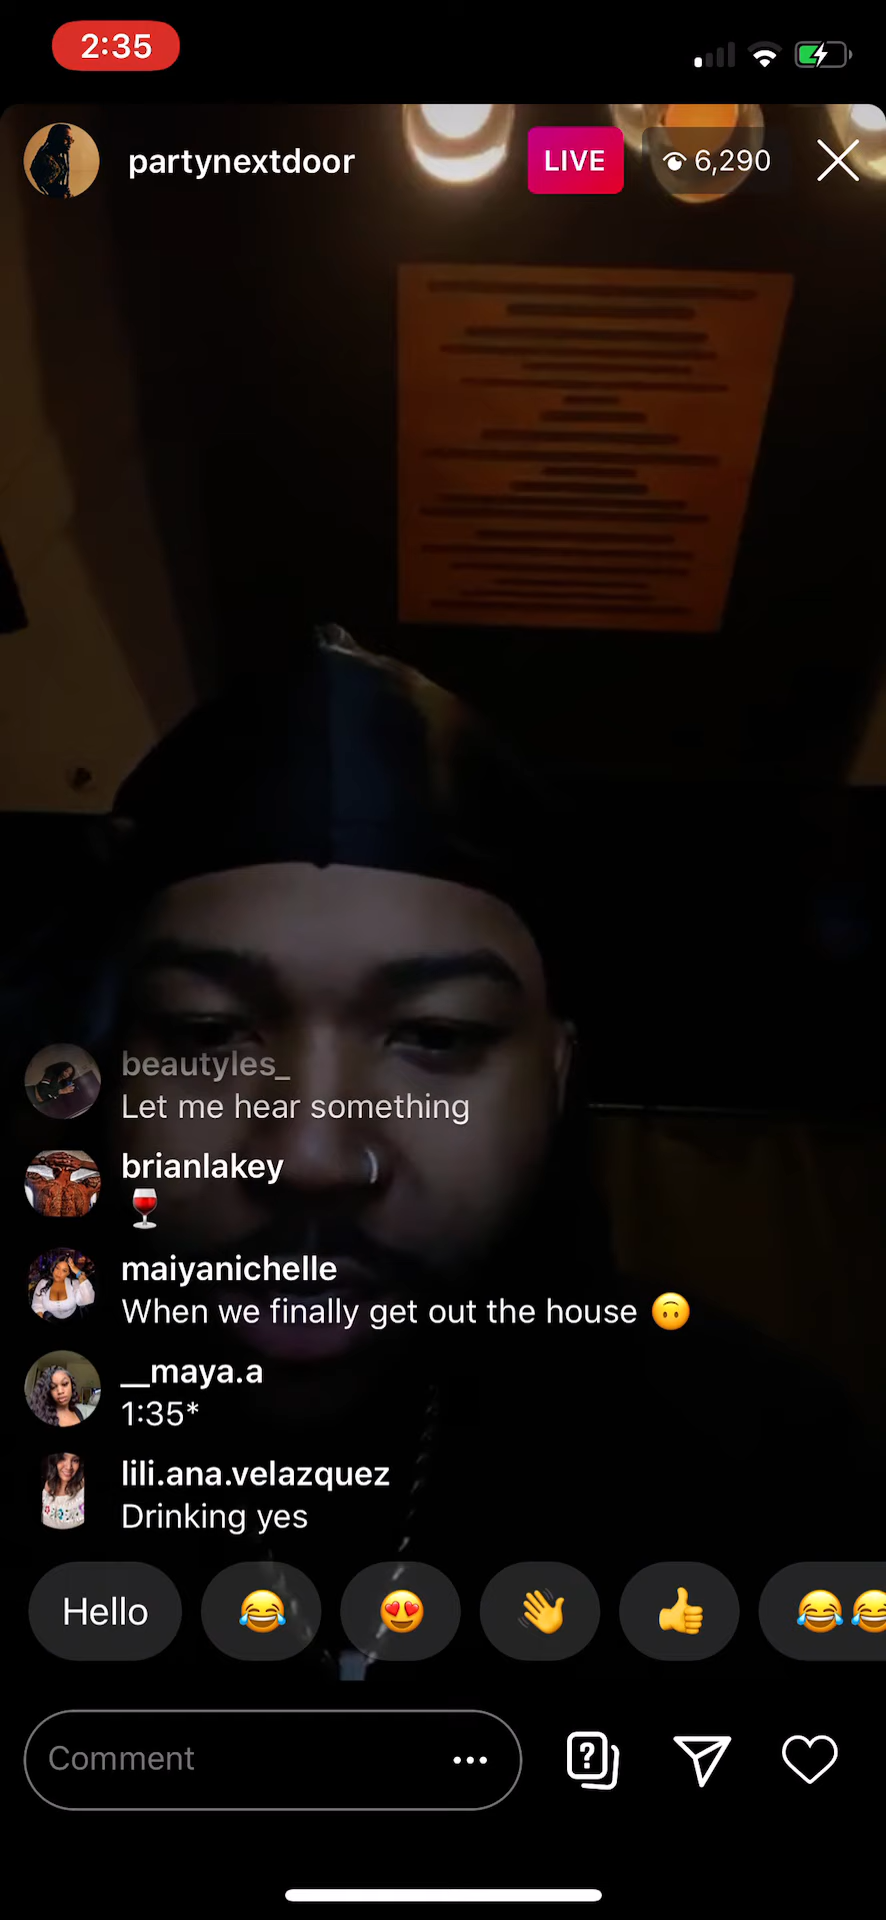 2:35
partynextdoor LIVE 6,290
beautyles_
Let me hear something
brianlakey
🍷
maiyanichelle
When we finally get out the house 🙃
__maya.a
1:35*
lili.ana.velazquez
Drinking yes
Hello 😂 😍 👋 👍 😂😂
Comment